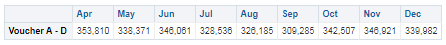 Apr May Jun Jul Aug Sep Oct Nov Dec
Voucher A - D 353,810 338,371 346,061 328,536 326,185 309,285 342,507 346,921 339,982